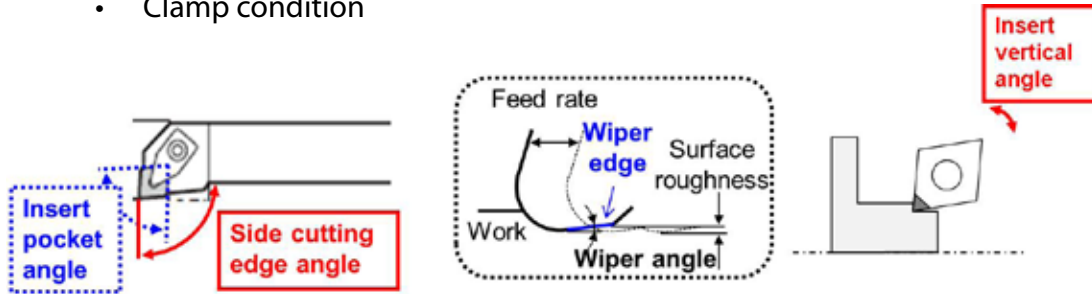 • Clamp condition
Insert
vertical
angle
Feed rate
Wiper
edge
Surface
roughness
Work
Wiper angle
Insert
pocket
angle
Side cutting
edge angle